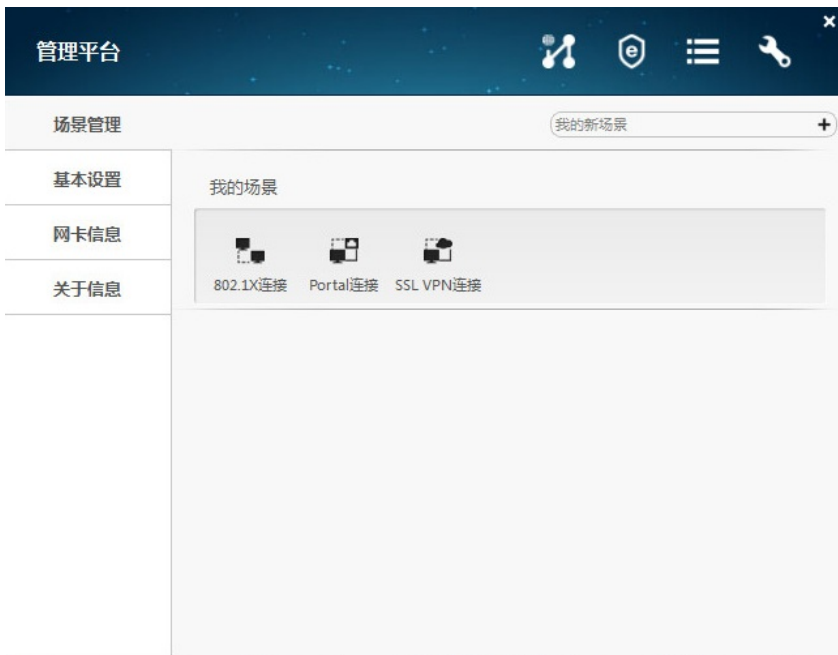 管理平台
场景管理
我的新场景
基本设置
我的场景
网卡信息
802.1X连接 Portal连接 SSL VPN连接
关于信息